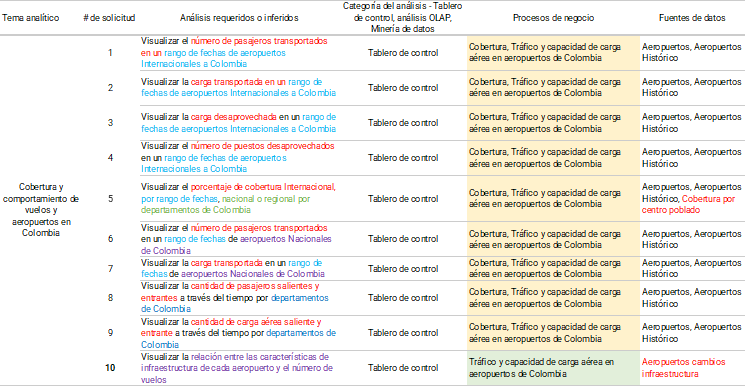 Tema analítico
# de solicitud
Análisis requeridos o inferidos
Categoría del análisis - Tablero
de control, análisis OLAP,
Minería de datos
Procesos de negocio
Fuentes de datos
Cobertura y
comportamiento de
vuelos y
aeropuertos en
Colombia
1
Visualizar el número de pasajeros transportados
en un rango de fechas de aeropuertos
Internacionales a Colombia
Tablero de control
Cobertura, Tráfico y capacidad de carga
aérea en aeropuertos de Colombia
Aeropuertos, Aeropuertos
Histórico
2
Visualizar la carga transportada en un rango de
fechas de aeropuertos Internacionales a Colombia
Tablero de control
Cobertura, Tráfico y capacidad de carga
aérea en aeropuertos de Colombia
Aeropuertos, Aeropuertos
Histórico
3
Visualizar la carga desaprovechada en un rango de
fechas de aeropuertos Internacionales a Colombia
Tablero de control
Cobertura, Tráfico y capacidad de carga
aérea en aeropuertos de Colombia
Aeropuertos, Aeropuertos
Histórico
4
Visualizar el número de puestos desaprovechados
en un rango de fechas de aeropuertos
Internacionales a Colombia
Tablero de control
Cobertura, Tráfico y capacidad de carga
aérea en aeropuertos de Colombia
Aeropuertos, Aeropuertos
Histórico
5
Visualizar el porcentaje de cobertura Internacional,
por rango de fechas, nacional o regional por
departamentos de Colombia
Tablero de control
Cobertura, Tráfico y capacidad de carga
aérea en aeropuertos de Colombia
Aeropuertos, Aeropuertos
Histórico, Cobertura por
centro poblado
6
Visualizar el número de pasajeros transportados
en un rango de fechas de aeropuertos Nacionales
de Colombia
Tablero de control
Cobertura, Tráfico y capacidad de carga
aérea en aeropuertos de Colombia
Aeropuertos, Aeropuertos
Histórico
7
Visualizar la carga transportada en un rango de
fechas de aeropuertos Nacionales de Colombia
Tablero de control
Cobertura, Tráfico y capacidad de carga
aérea en aeropuertos de Colombia
Aeropuertos, Aeropuertos
Histórico
8
Visualizar la cantidad de pasajeros salientes y
entrantes a través del tiempo por departamentos
de Colombia
Tablero de control
Cobertura, Tráfico y capacidad de carga
aérea en aeropuertos de Colombia
Aeropuertos, Aeropuertos
Histórico
9
Visualizar la cantidad de carga aérea saliente y
entrante a través del tiempo por departamentos de
Colombia
Tablero de control
Cobertura, Tráfico y capacidad de carga
aérea en aeropuertos de Colombia
Aeropuertos, Aeropuertos
Histórico
10
Visualizar la relación entre las características de
infraestructura de cada aeropuerto y el número de
vuelos
Tablero de control
Tráfico y capacidad de carga aérea en
aeropuertos de Colombia
Aeropuertos cambios
infraestructura